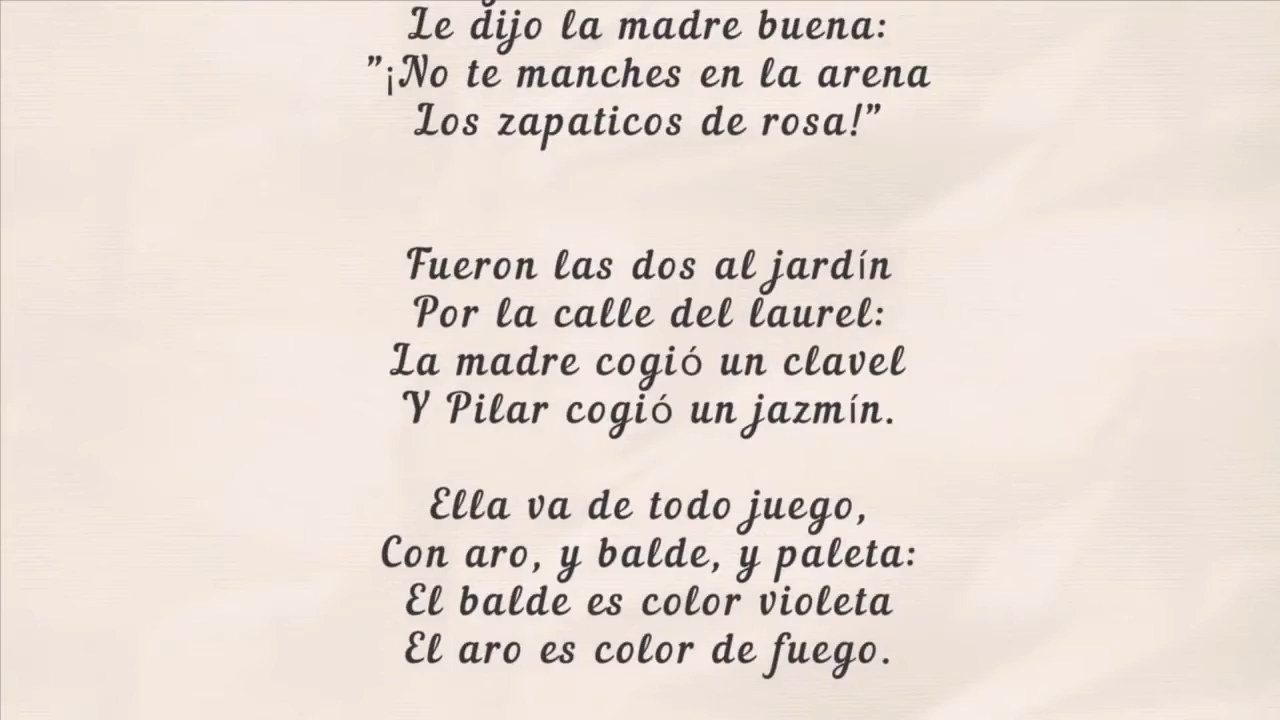 Le dijo la madre buena:
"¡No te manches en la arena
Los zapaticos de rosa!"
Fueron las dos al jardín
Por la calle del laurel:
La madre cogió un clavel
Y Pilar cogió un jazmín.
Ella va de todo juego,
Con aro, y balde, y paleta:
El balde es color violeta
El aro es color de fuego.